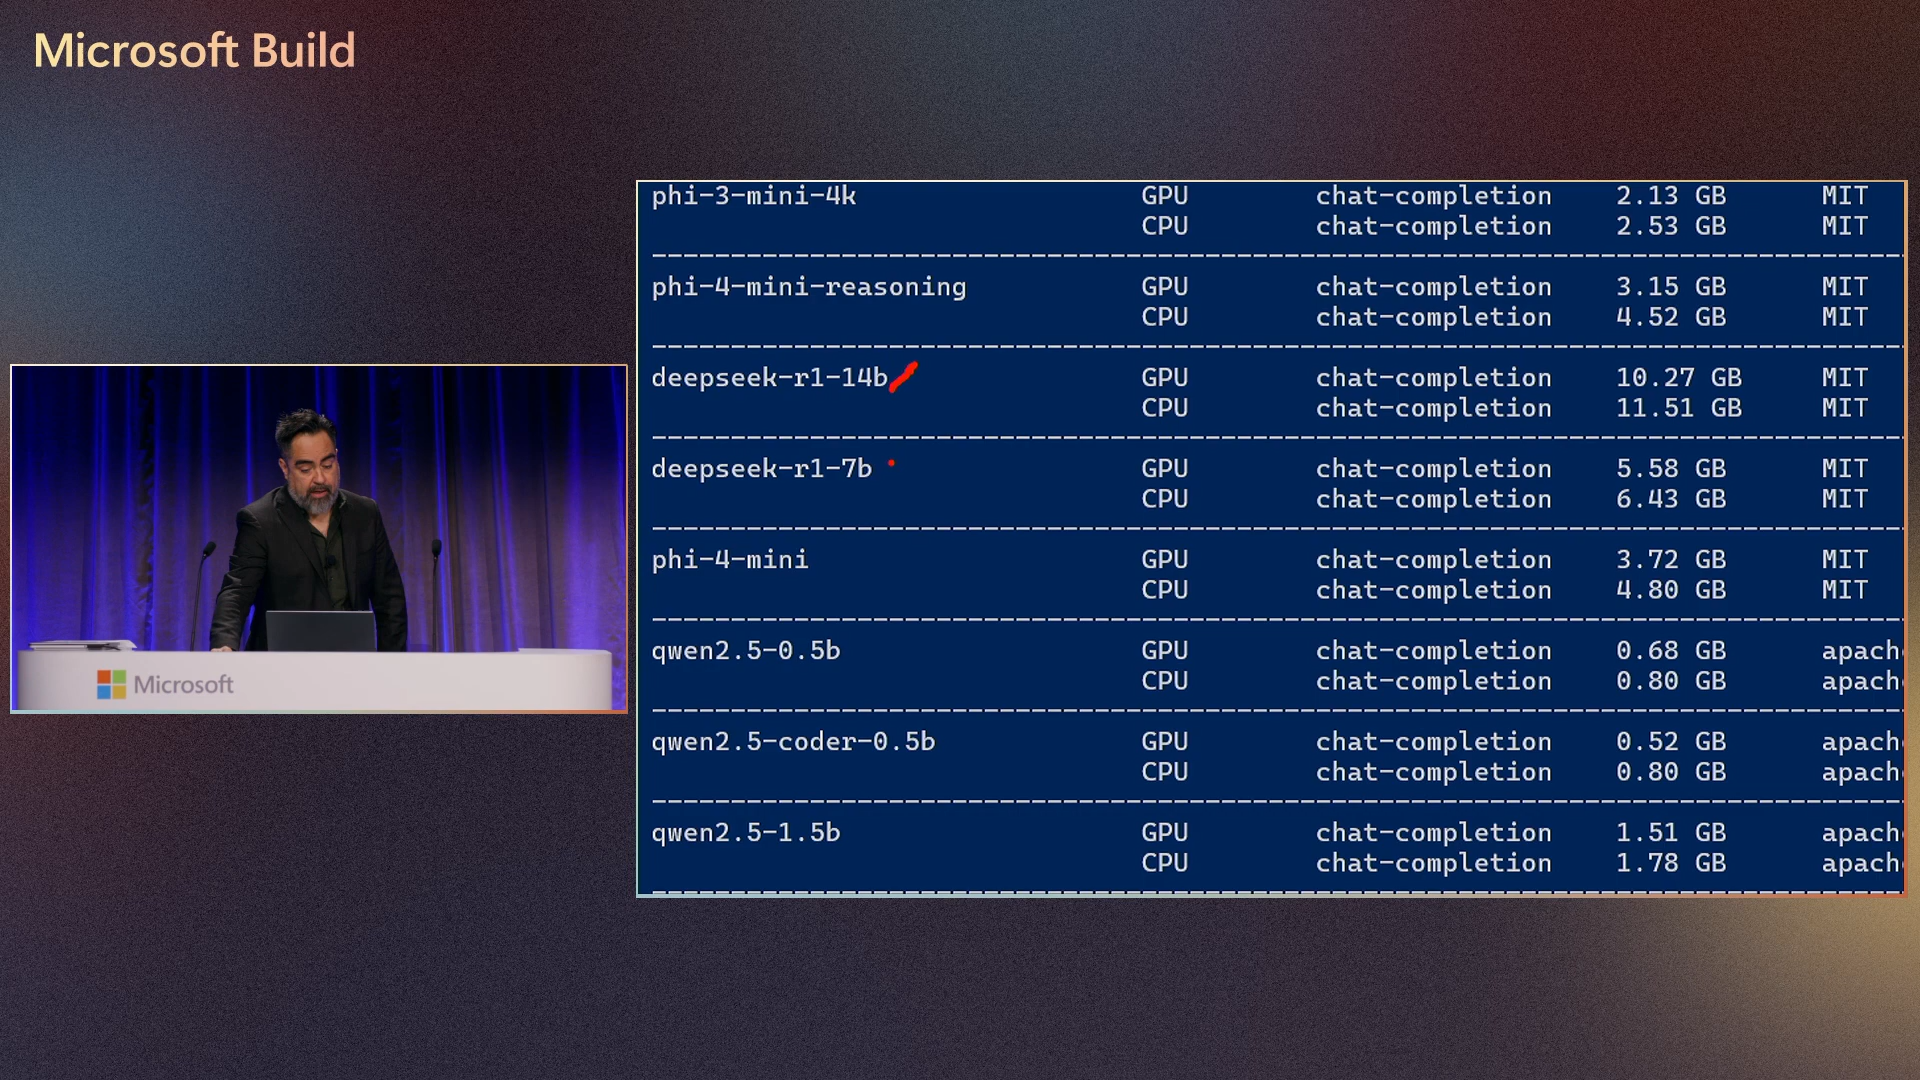 Microsoft Build
phi-3-mini-4k GPU chat-completion 2.13 GB MIT
CPU chat-completion 2.53 GB MIT
phi-4-mini-reasoning GPU chat-completion 3.15 GB MIT
CPU chat-completion 4.52 GB MIT
deepseek-r1-14b GPU chat-completion 10.27 GB MIT
CPU chat-completion 11.51 GB MIT
deepseek-r1-7b GPU chat-completion 5.58 GB MIT
CPU chat-completion 6.43 GB MIT
phi-4-mini GPU chat-completion 3.72 GB MIT
CPU chat-completion 4.80 GB MIT
qwen2.5-0.5b GPU chat-completion 0.68 GB apach
CPU chat-completion 0.80 GB apach
qwen2.5-coder-0.5b GPU chat-completion 0.52 GB apach
CPU chat-completion 0.80 GB apach
qwen2.5-1.5b GPU chat-completion 1.51 GB apach
CPU chat-completion 1.78 GB apach
Microsoft